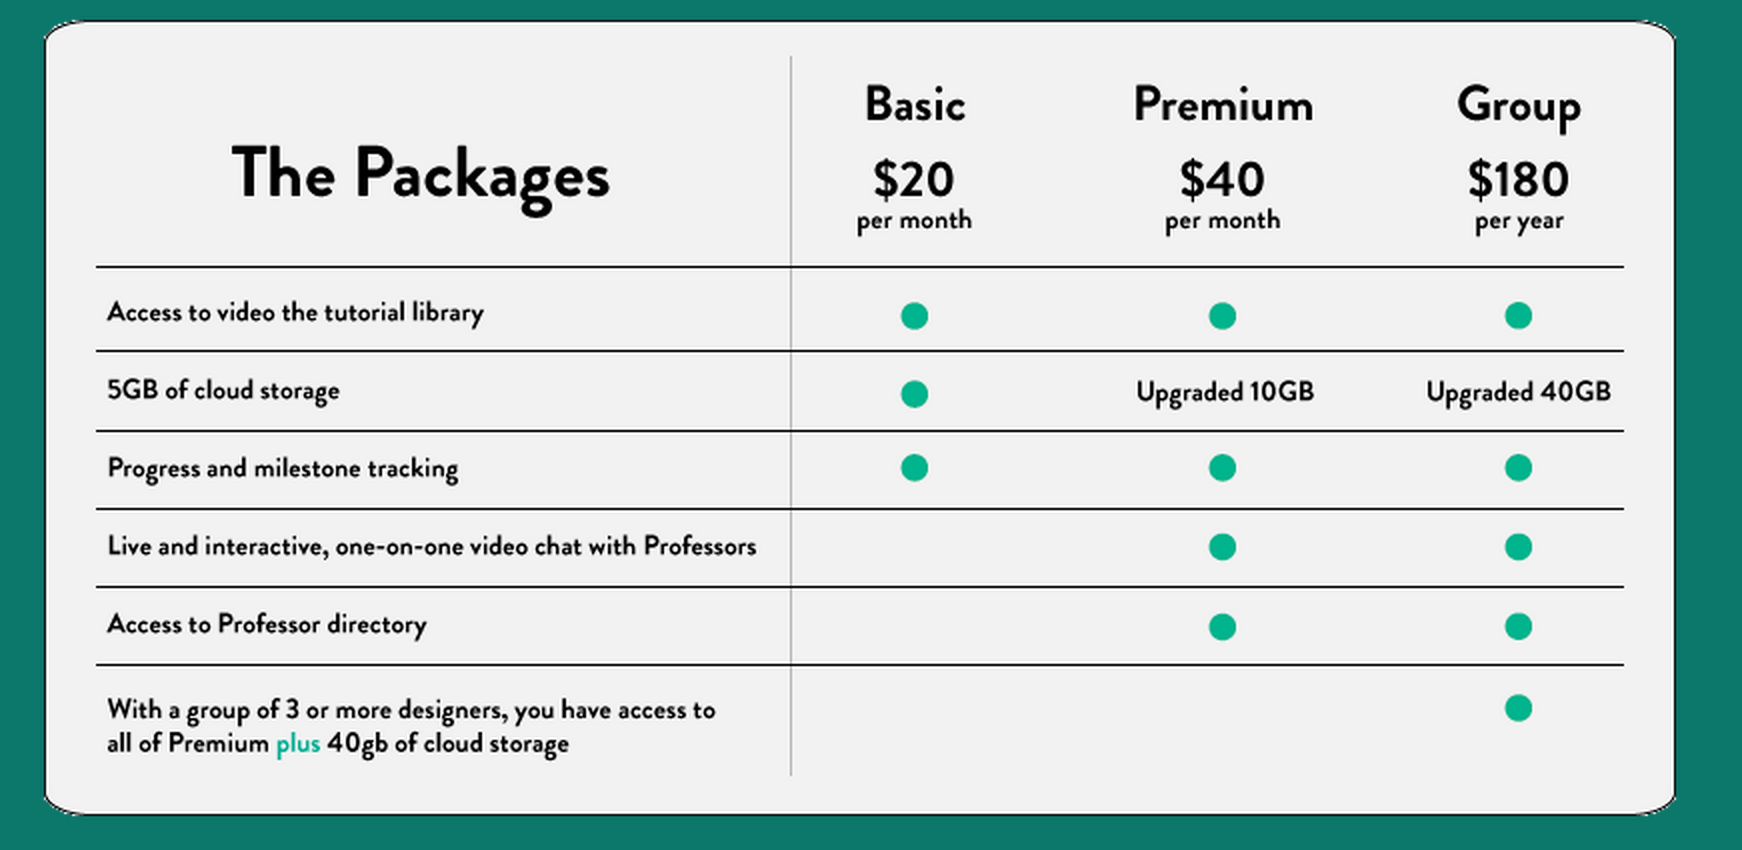 The Packages
Basic
$20
per month
Premium
$40
per month
Group
$180
per year
Access to video the tutorial library
5GB of cloud storage
Upgraded 10GB
Upgraded 40GB
Progress and milestone tracking
Live and interactive, one-on-one video chat with Professors
Access to Professor directory
With a group of 3 or more designers, you have access to
all of Premium plus 40gb of cloud storage